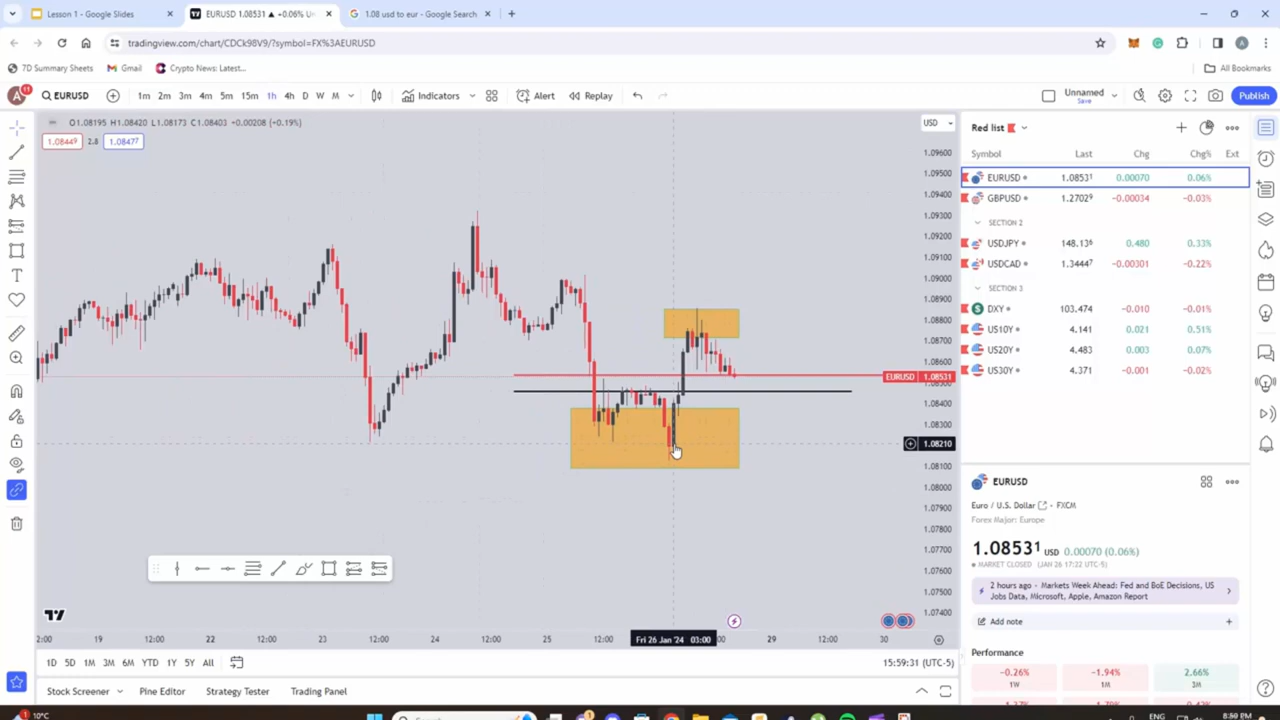 Lesson 1 - Google Slides
EURUSD 1.08531 ▲ +0.06% Un
1.08 usd to eur - Google Search
tradingview.com/chart/CDCk98V9/?symbol=FX%3AEURUSD
A
7D Summary Sheets
Gmail
Crypto News: Latest...
All Bookmarks
A
11
EURUSD
1m 2m 3m 4m 5m 15m 1h 4h D W M
Indicators
Alert
Replay
Unnamed
Save
Publish
O1.08195 H1.08420 L1.08173 C1.08403 +0.00208 (+0.19%)
1.08449 2.8 1.08477
USD
1.09600
1.09500
1.09400
1.09300
1.09200
1.09100
1.09000
1.08900
1.08800
1.08700
1.08600
EURUSD 1.08531
1.08400
1.08300
1.08210
1.08100
1.08000
1.07900
1.07800
1.07700
1.07600
1.07500
1.07400
2:00 19 12:00 22 12:00 23 12:00 24 12:00 25 12:00 Fri 26 Jan '24 03:00 29 12:00 30
1D 5D 1M 3M 6M YTD 1Y 5Y All
15:59:31 (UTC-5)
Stock Screener
Pine Editor
Strategy Tester
Trading Panel
Red list
Symbol Last Chg Chg% Ext
EURUSD 1.08531 0.00070 0.06%
GBPUSD 1.27029 -0.00034 -0.03%
SECTION 2
USDJPY 148.136 0.480 0.33%
USDCAD 1.34447 -0.00301 -0.22%
SECTION 3
DXY 103.474 -0.010 -0.01%
US10Y 4.141 0.021 0.51%
US20Y 4.483 0.003 0.07%
US30Y 4.371 -0.001 -0.02%
EURUSD
Euro / U.S. Dollar • FXCM
Forex Major: Europe
1.08531 USD 0.00070 (0.06%)
MARKET CLOSED (JAN 26 17:22 UTC-5)
2 hours ago - Markets Week Ahead: Fed and BoE Decisions, US
Jobs Data, Microsoft, Apple, Amazon Report
Add note
Performance
-0.26% -1.94% 2.66%
1W 1M 3M
10°C
Search
ENG
8:59 PM